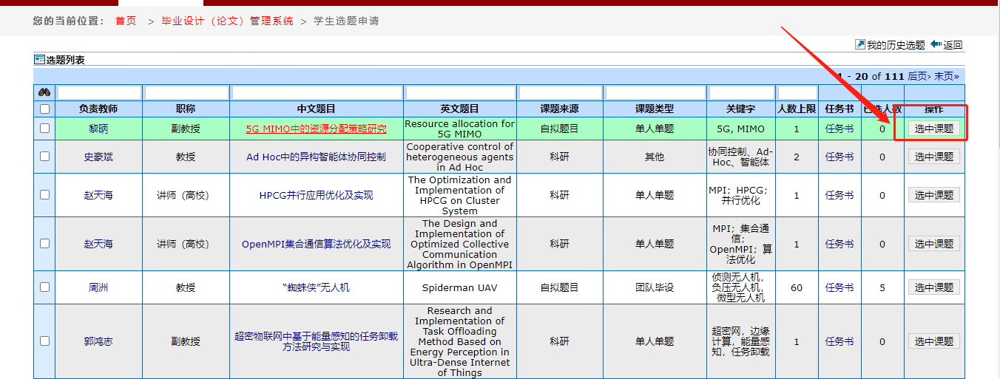 您的当前位置： 首页 > 毕业设计（论文）管理系统 > 学生选题申请
我的历史选题 返回
选题列表
1 - 20 of 111 后页› 末页»
负责教师 职称 中文题目 英文题目 课题来源 课题类型 关键字 人数上限 任务书 已选人数 操作
黎昞 副教授 5G MIMO中的资源分配策略研究 Resource allocation for 自拟题目 单人单题 5G, MIMO 1 任务书 0 选中课题
5G MIMO
史豪斌 教授 Ad Hoc中的异构智能体协同控制 Cooperative control of 科研 其他 协同控制、Ad- 2 任务书 0 选中课题
heterogeneous agents Hoc、智能体
in Ad Hoc
赵天海 讲师（高校） HPCG并行应用优化及实现 The Optimization and 科研 单人单题 MPI；HPCG； 1 任务书 0 选中课题
Implementation of 并行优化
HPCG on Cluster
System
赵天海 讲师（高校） OpenMPI集合通信算法优化及实现 The Design and 科研 单人单题 MPI；集合通 1 任务书 0 选中课题
Implementation of 信；
Optimized Collective OpenMPI；算
Communication 法优化
Algorithm in OpenMPI
周洲 教授 “蜘蛛侠”无人机 Spiderman UAV 自拟题目 团队毕设 侦测无人机， 60 任务书 5 选中课题
负压无人机，
微型无人机
郭鸿志 副教授 超密物联网中基于能量感知的任务卸载 Research and 科研 单人单题 超密网，边缘 1 任务书 0 选中课题
方法研究与实现 Implementation of 计算，能量感
Task Offloading 知，任务卸载
Method Based on
Energy Perception in
Ultra-Dense Internet
of Things